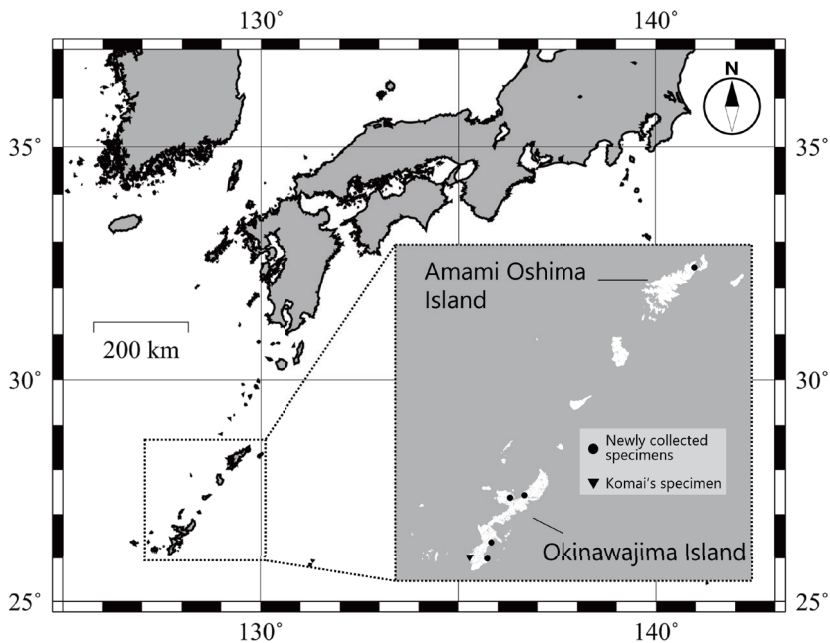 130˚ 140˚
N
35˚ 35˚
Amami Oshima
Island
200 km
30˚ 30˚
Newly collected
specimens
Komai's specimen
Okinawajima Island
25˚ 25˚
130˚ 140˚